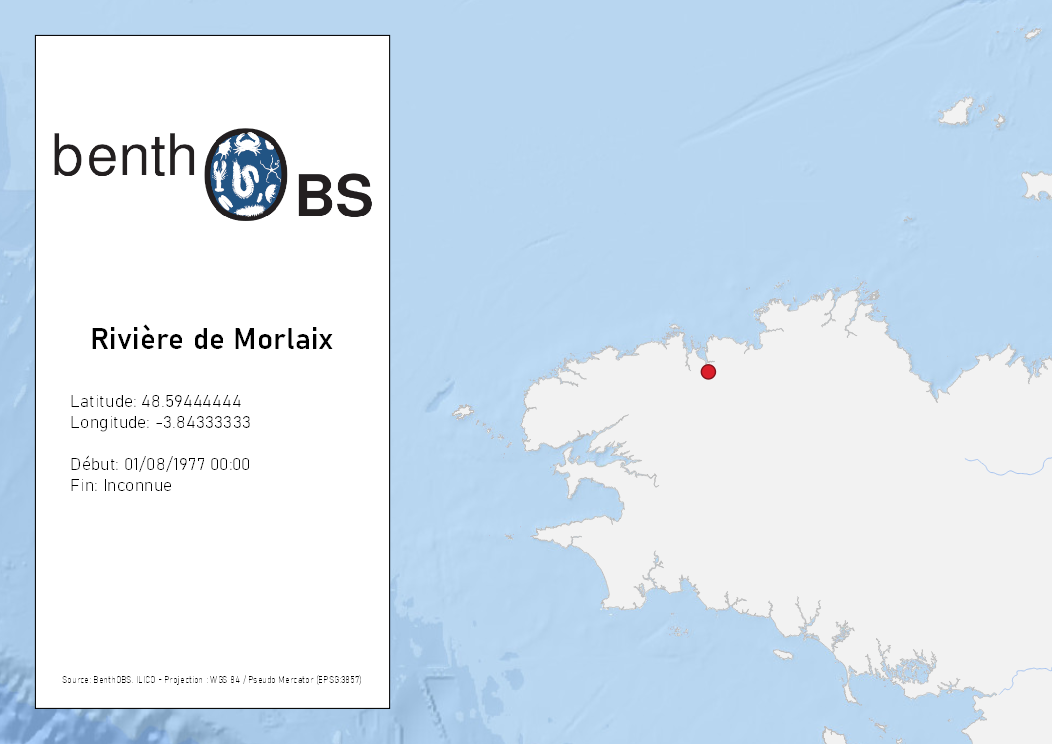 benthOBS
Rivière de Morlaix
Latitude: 48.59444444
Longitude: -3.84333333
Début: 01/08/1977 00:00
Fin: Inconnue
Source: BenthOBS, ILICO - Projection : WGS 84 / Pseudo Mercator (EPSG:3857)